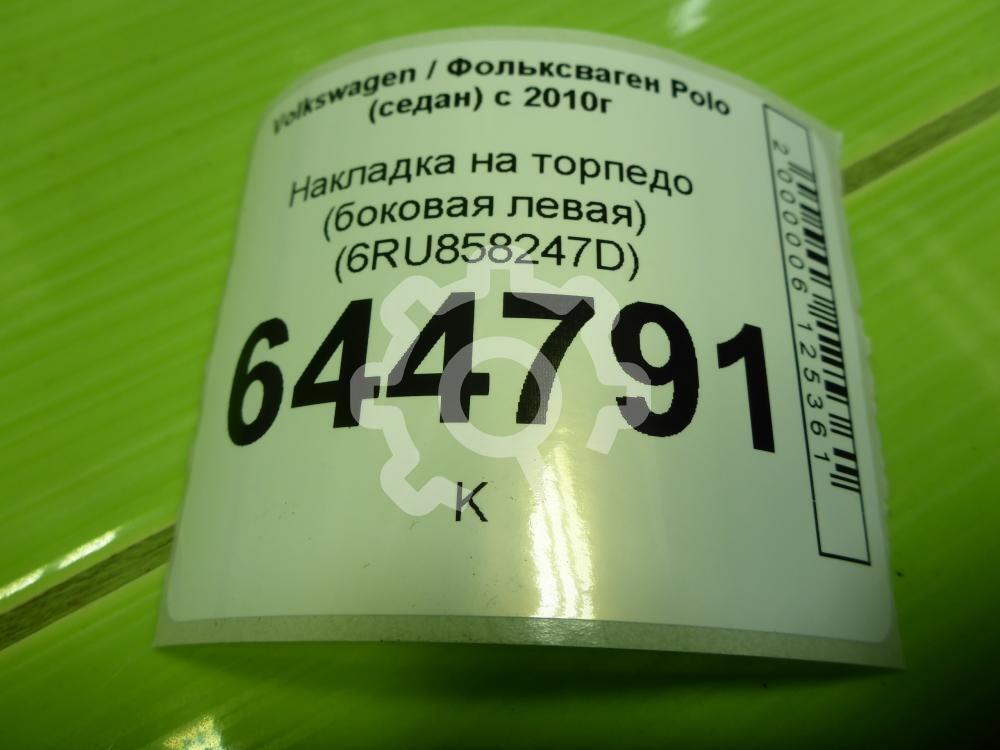 Volkswagen / Фольксваген Polo
(седан) с 2010г
Накладка на торпедо
(боковая левая)
(6RU858247D)
644791
К
2000006125361